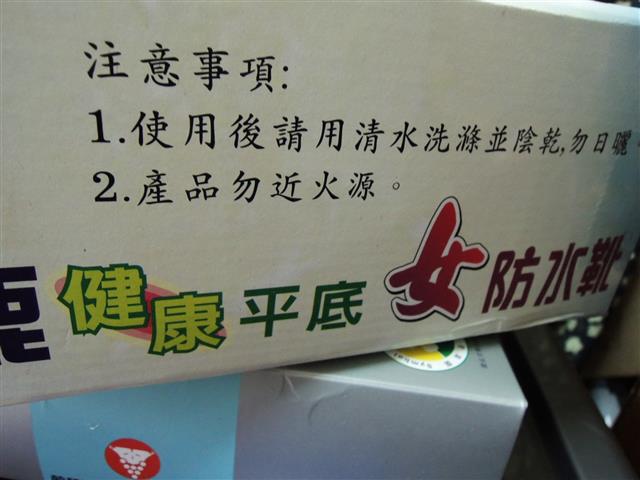 注意事項:
1.使用後請用清水洗滌並陰乾,勿日曬。
2.產品勿近火源。
健康平底女防水靴